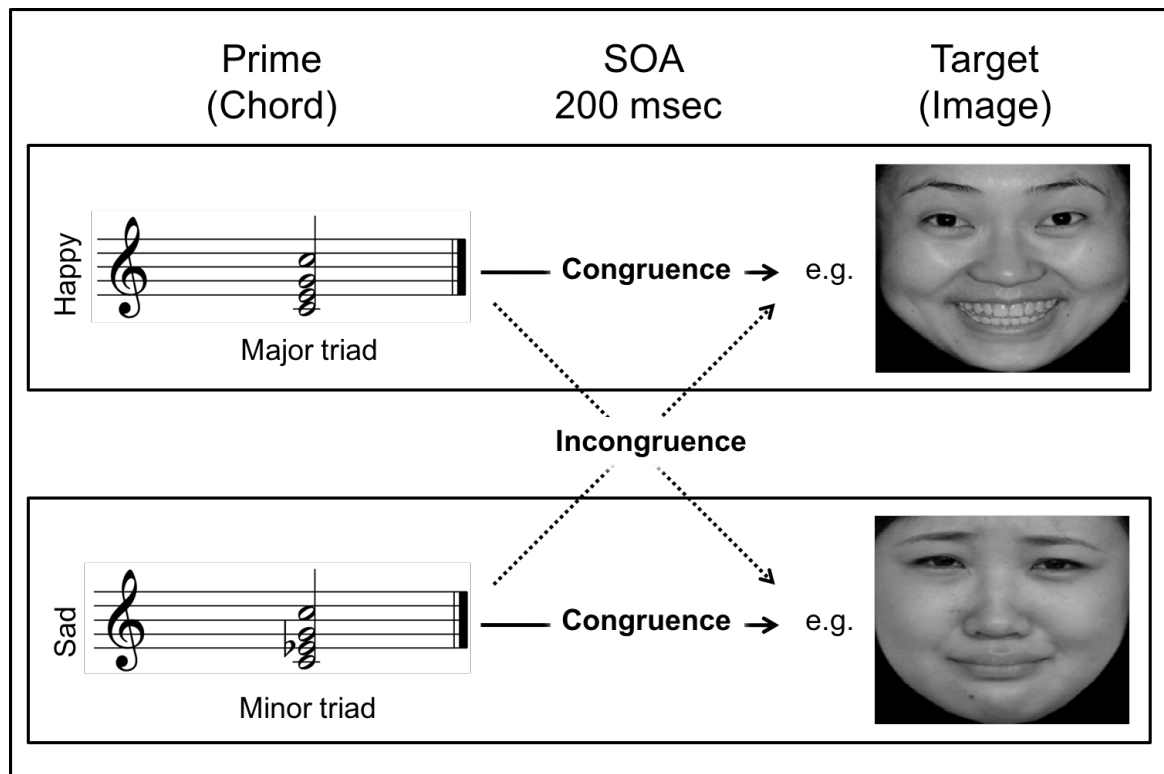 Prime
(Chord)
SOA
200 msec
Target
(Image)
Happy
Major triad
Congruence
e.g.
Incongruence
Sad
Minor triad
Congruence
e.g.